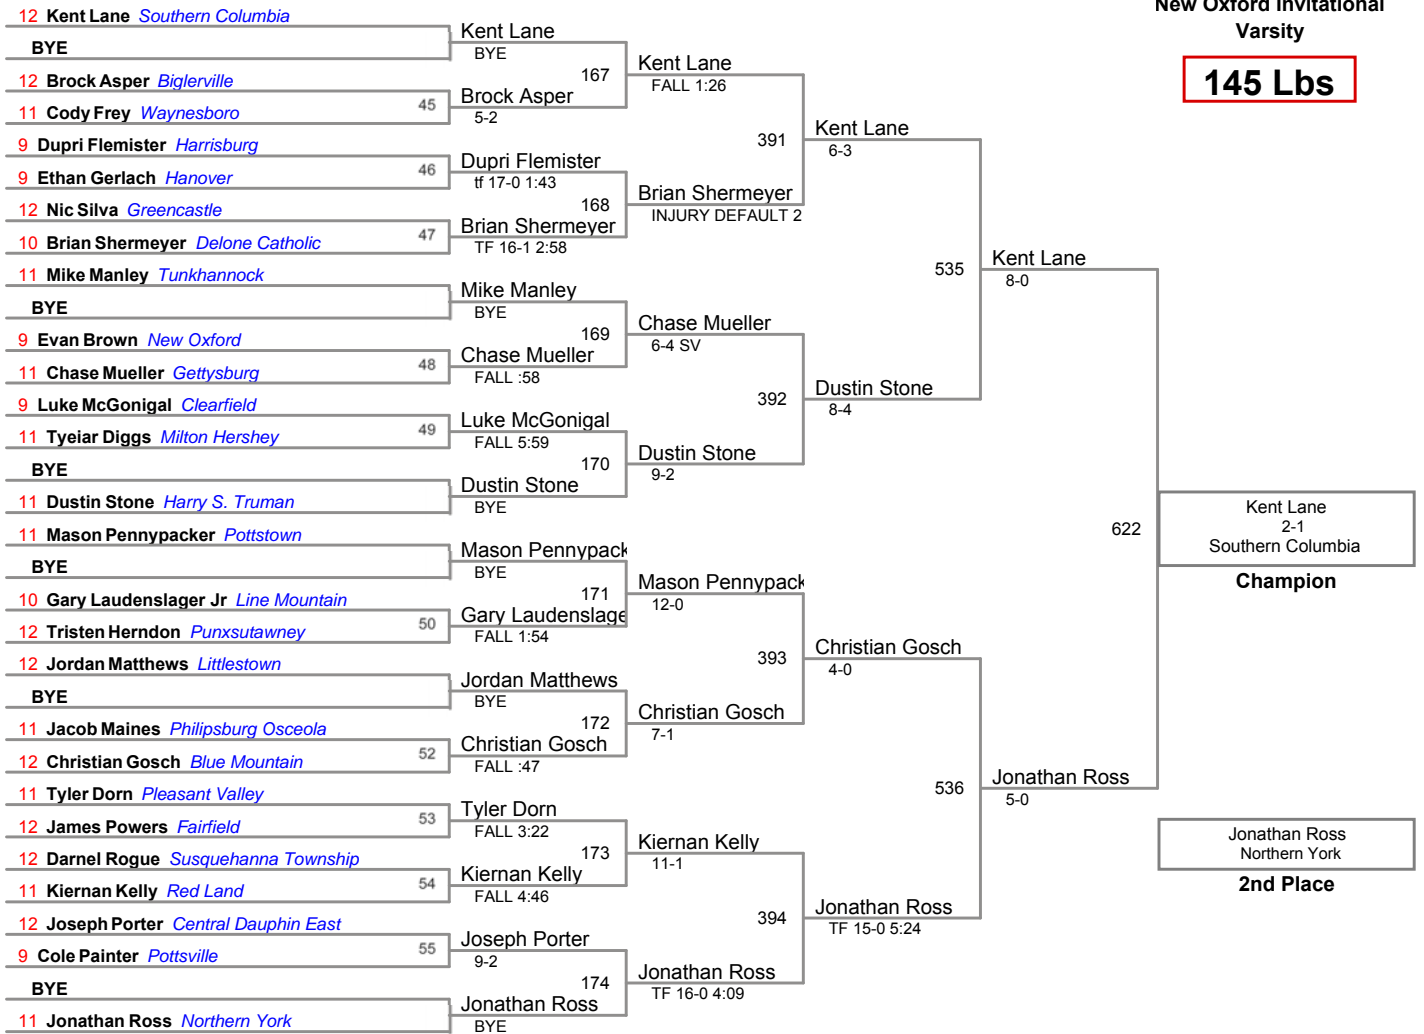 New Oxford Invitational
Varsity
145 Lbs
12 Kent Lane Southern Columbia
BYE
12 Brock Asper Biglerville
11 Cody Frey Waynesboro
9 Dupri Flemister Harrisburg
9 Ethan Gerlach Hanover
12 Nic Silva Greencastle
10 Brian Shermeyer Delone Catholic
11 Mike Manley Tunkhannock
BYE
9 Evan Brown New Oxford
11 Chase Mueller Gettysburg
9 Luke McGonigal Clearfield
11 Tyeiar Diggs Milton Hershey
BYE
11 Dustin Stone Harry S. Truman
11 Mason Pennypacker Pottstown
BYE
10 Gary Laudenslager Jr Line Mountain
12 Tristen Herndon Punxsutawney
12 Jordan Matthews Littlestown
BYE
11 Jacob Maines Philipsburg Osceola
12 Christian Gosch Blue Mountain
11 Tyler Dorn Pleasant Valley
12 James Powers Fairfield
12 Darnel Rogue Susquehanna Township
11 Kiernan Kelly Red Land
12 Joseph Porter Central Dauphin East
9 Cole Painter Pottsville
BYE
11 Jonathan Ross Northern York
45
46
47
48
49
50
52
53
54
55
Kent Lane
BYE
Brock Asper
5-2
Dupri Flemister
tf 17-0 1:43
Brian Shermeyer
TF 16-1 2:58
Mike Manley
BYE
Chase Mueller
FALL :58
Luke McGonigal
FALL 5:59
Dustin Stone
BYE
Mason Pennypack
BYE
Gary Laudenslage
FALL 1:54
Jordan Matthews
BYE
Christian Gosch
FALL :47
Tyler Dorn
FALL 3:22
Kiernan Kelly
FALL 4:46
Joseph Porter
9-2
Jonathan Ross
BYE
167
168
169
170
171
172
173
174
Kent Lane
FALL 1:26
Brian Shermeyer
INJURY DEFAULT 2
Chase Mueller
6-4 SV
Dustin Stone
9-2
Mason Pennypack
12-0
Christian Gosch
7-1
Kiernan Kelly
11-1
Jonathan Ross
TF 16-0 4:09
391
392
393
394
Kent Lane
6-3
Dustin Stone
8-4
Christian Gosch
4-0
Jonathan Ross
TF 15-0 5:24
535
536
Kent Lane
8-0
Jonathan Ross
5-0
622
Kent Lane
2-1
Southern Columbia
Champion
Jonathan Ross
Northern York
2nd Place